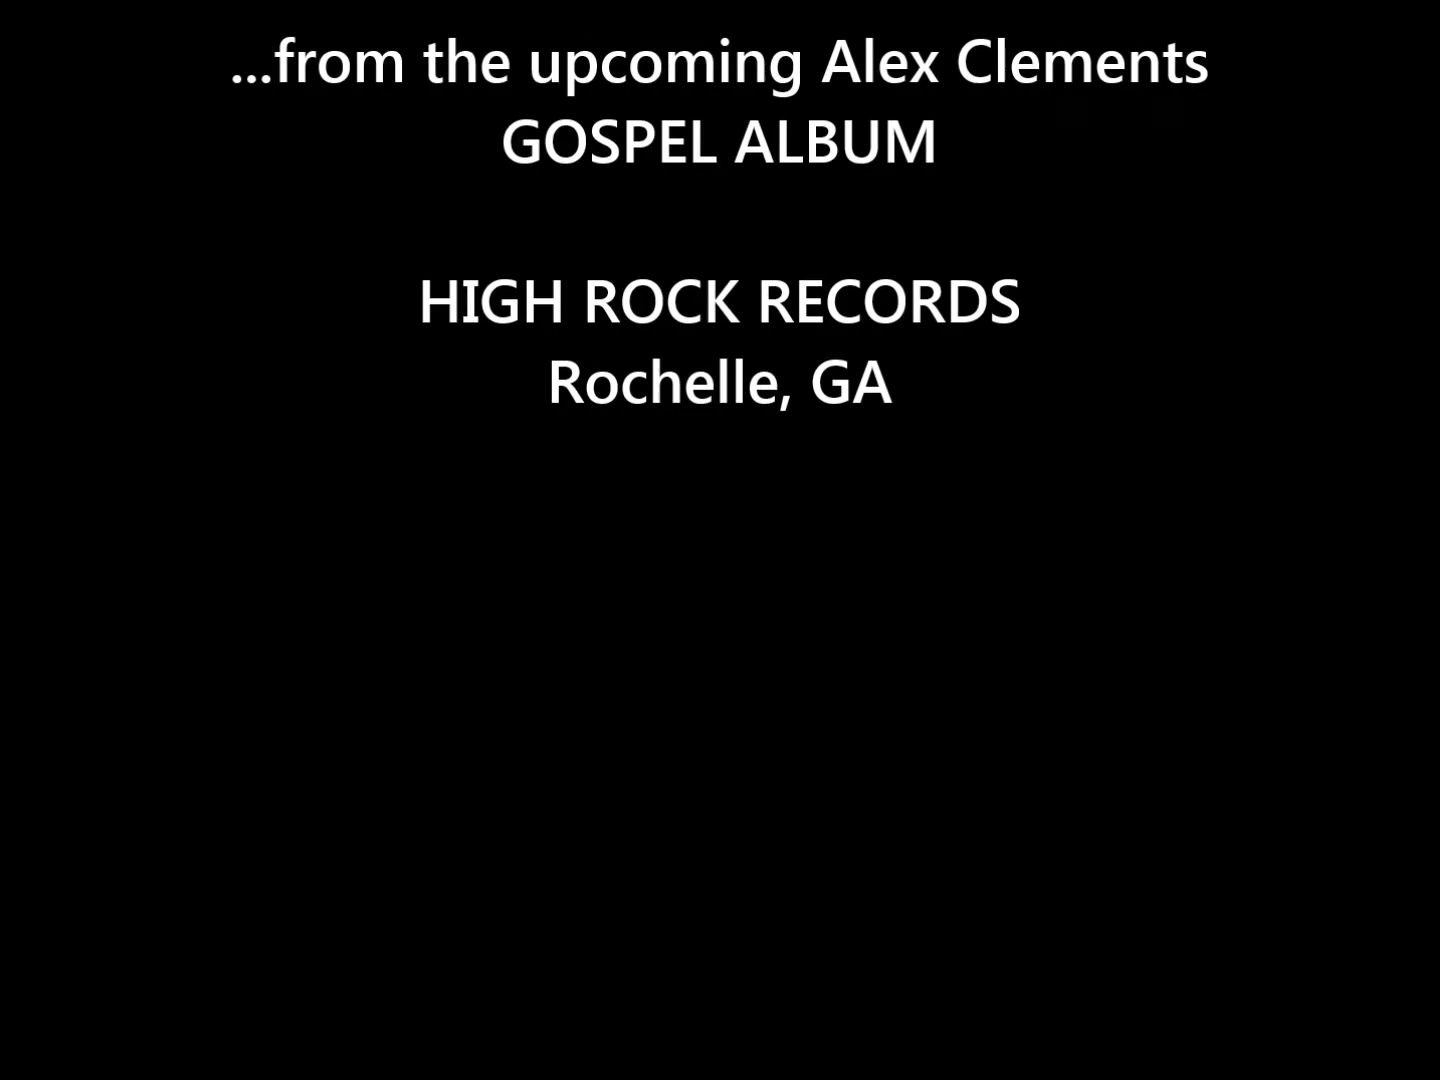 ...from the upcoming Alex Clements
GOSPEL ALBUM
HIGH ROCK RECORDS
Rochelle, GA